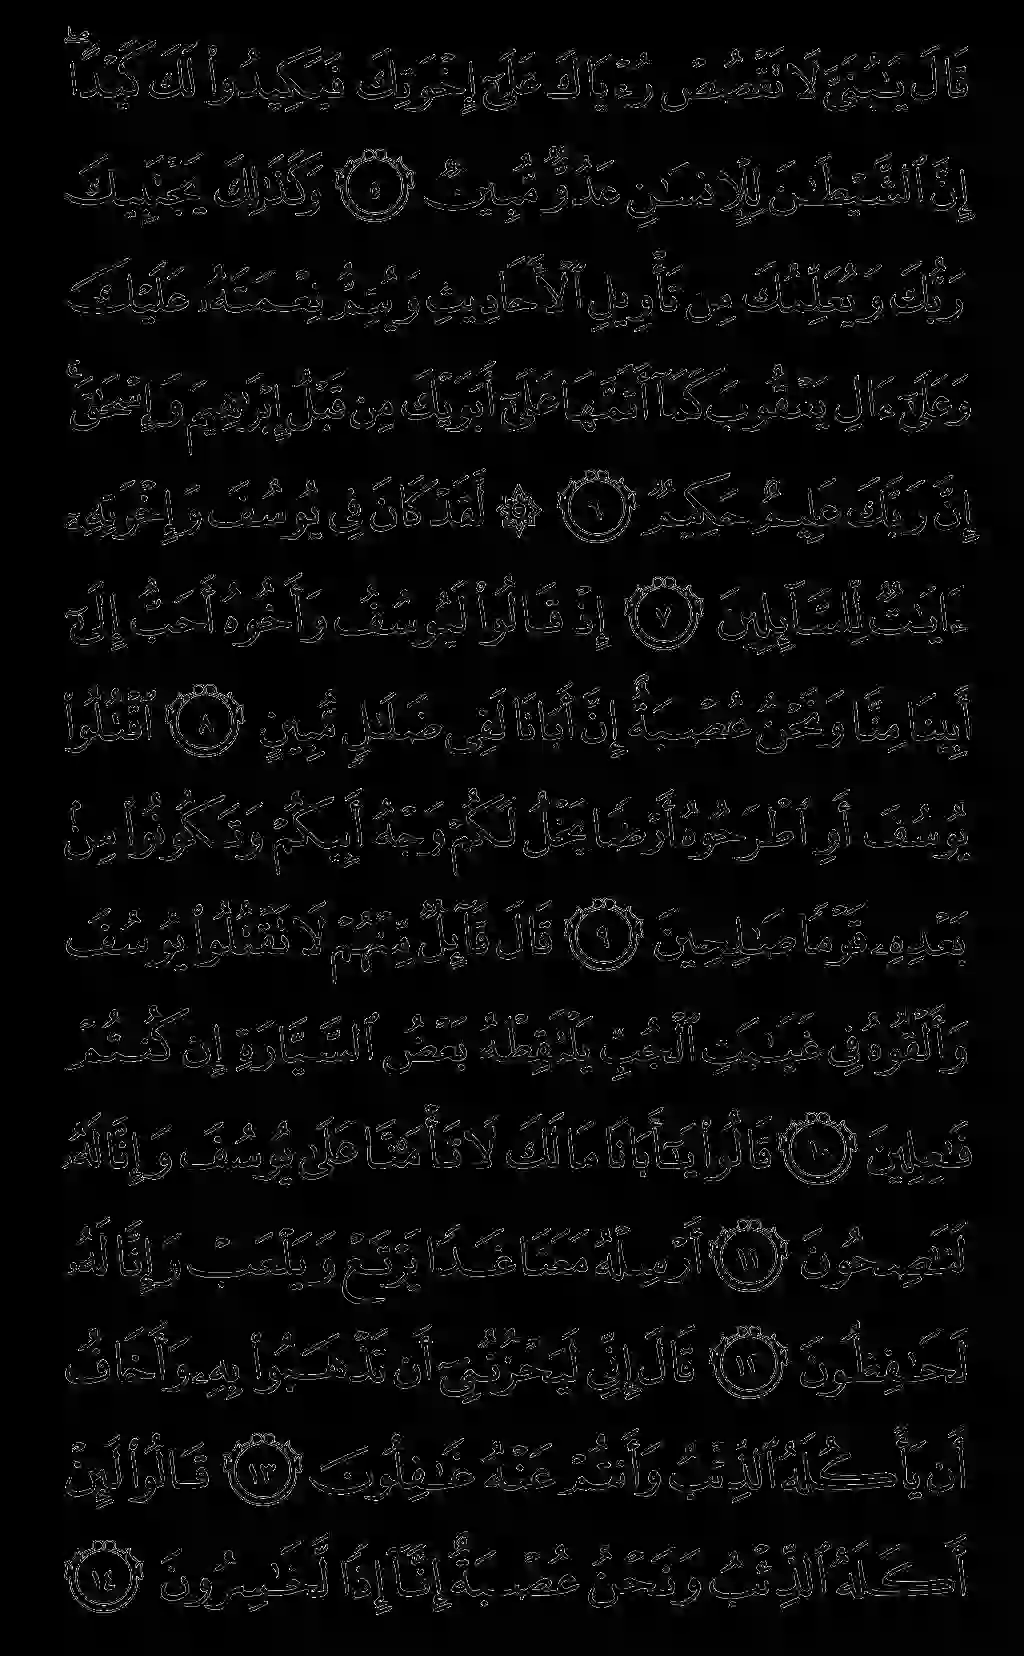 قَالَ يَـٰبُنَىَّ لَا تَقْصُصْ رُءْيَاكَ عَلَىٰٓ إِخْوَتِكَ فَيَكِيدُوا۟ لَكَ كَيْدًا ۖ
إِنَّ ٱلشَّيْطَـٰنَ لِلْإِنسَـٰنِ عَدُوٌّ مُّبِينٌ ٥ وَكَذَٰلِكَ يَجْتَبِيكَ
رَبُّكَ وَيُعَلِّمُكَ مِن تَأْوِيلِ ٱلْأَحَادِيثِ وَيُتِمُّ نِعْمَتَهُۥ عَلَيْكَ
وَعَلَىٰٓ ءَالِ يَعْقُوبَ كَمَآ أَتَمَّهَا عَلَىٰٓ أَبَوَيْكَ مِن قَبْلُ إِبْرَٰهِيمَ وَإِسْحَـٰقَ ۚ
إِنَّ رَبَّكَ عَلِيمٌ حَكِيمٌ ٦ ۞ لَّقَدْ كَانَ فِى يُوسُفَ وَإِخْوَتِهِۦٓ
ءَايَـٰتٌ لِّلسَّآئِلِينَ ٧ إِذْ قَالُوا۟ لَيُوسُفُ وَأَخُوهُ أَحَبُّ إِلَىٰٓ
أَبِينَا مِنَّا وَنَحْنُ عُصْبَةٌ إِنَّ أَبَانَا لَفِى ضَلَـٰلٍ مُّبِينٍ ٨ ٱقْتُلُوا۟
يُوسُفَ أَوِ ٱطْرَحُوهُ أَرْضًا يَخْلُ لَكُمْ وَجْهُ أَبِيكُمْ وَتَكُونُوا۟ مِنۢ
بَعْدِهِۦ قَوْمًا صَـٰلِحِينَ ٩ قَالَ قَآئِلٌ مِّنْهُمْ لَا تَقْتُلُوا۟ يُوسُفَ
وَأَلْقُوهُ فِى غَيَـٰبَتِ ٱلْجُبِّ يَلْتَقِطْهُ بَعْضُ ٱلسَّيَّارَةِ إِن كُنتُمْ
فَـٰعِلِينَ ١٠ قَالُوا۟ يَـٰٓأَبَانَا مَا لَكَ لَا تَأْمَ۫نَّا عَلَىٰ يُوسُفَ وَإِنَّا لَهُۥ
لَنَـٰصِحُونَ ١١ أَرْسِلْهُ مَعَنَا غَدًا يَرْتَعْ وَيَلْعَبْ وَإِنَّا لَهُۥ
لَحَـٰفِظُونَ ١٢ قَالَ إِنِّى لَيَحْزُنُنِىٓ أَن تَذْهَبُوا۟ بِهِۦ وَأَخَافُ
أَن يَأْكُلَهُ ٱلذِّئْبُ وَأَنتُمْ عَنْهُ غَـٰفِلُونَ ١٣ قَالُوا۟ لَئِنْ
أَكَلَهُ ٱلذِّئْبُ وَنَحْنُ عُصْبَةٌ إِنَّآ إِذًا لَّخَـٰسِرُونَ ١٤